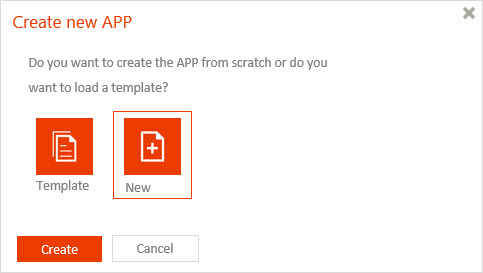 Create new APP
Do you want to create the APP from scratch or do you
want to load a template?
Template
New
Create
Cancel